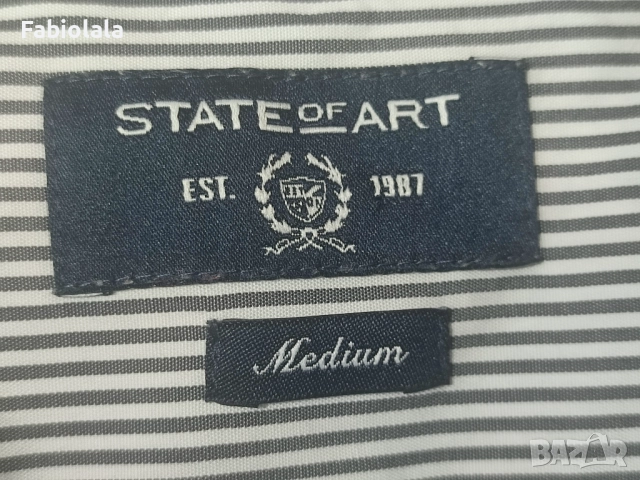 Fabiolala
STATE OF ART
EST. 1987
Medium
BAZAR